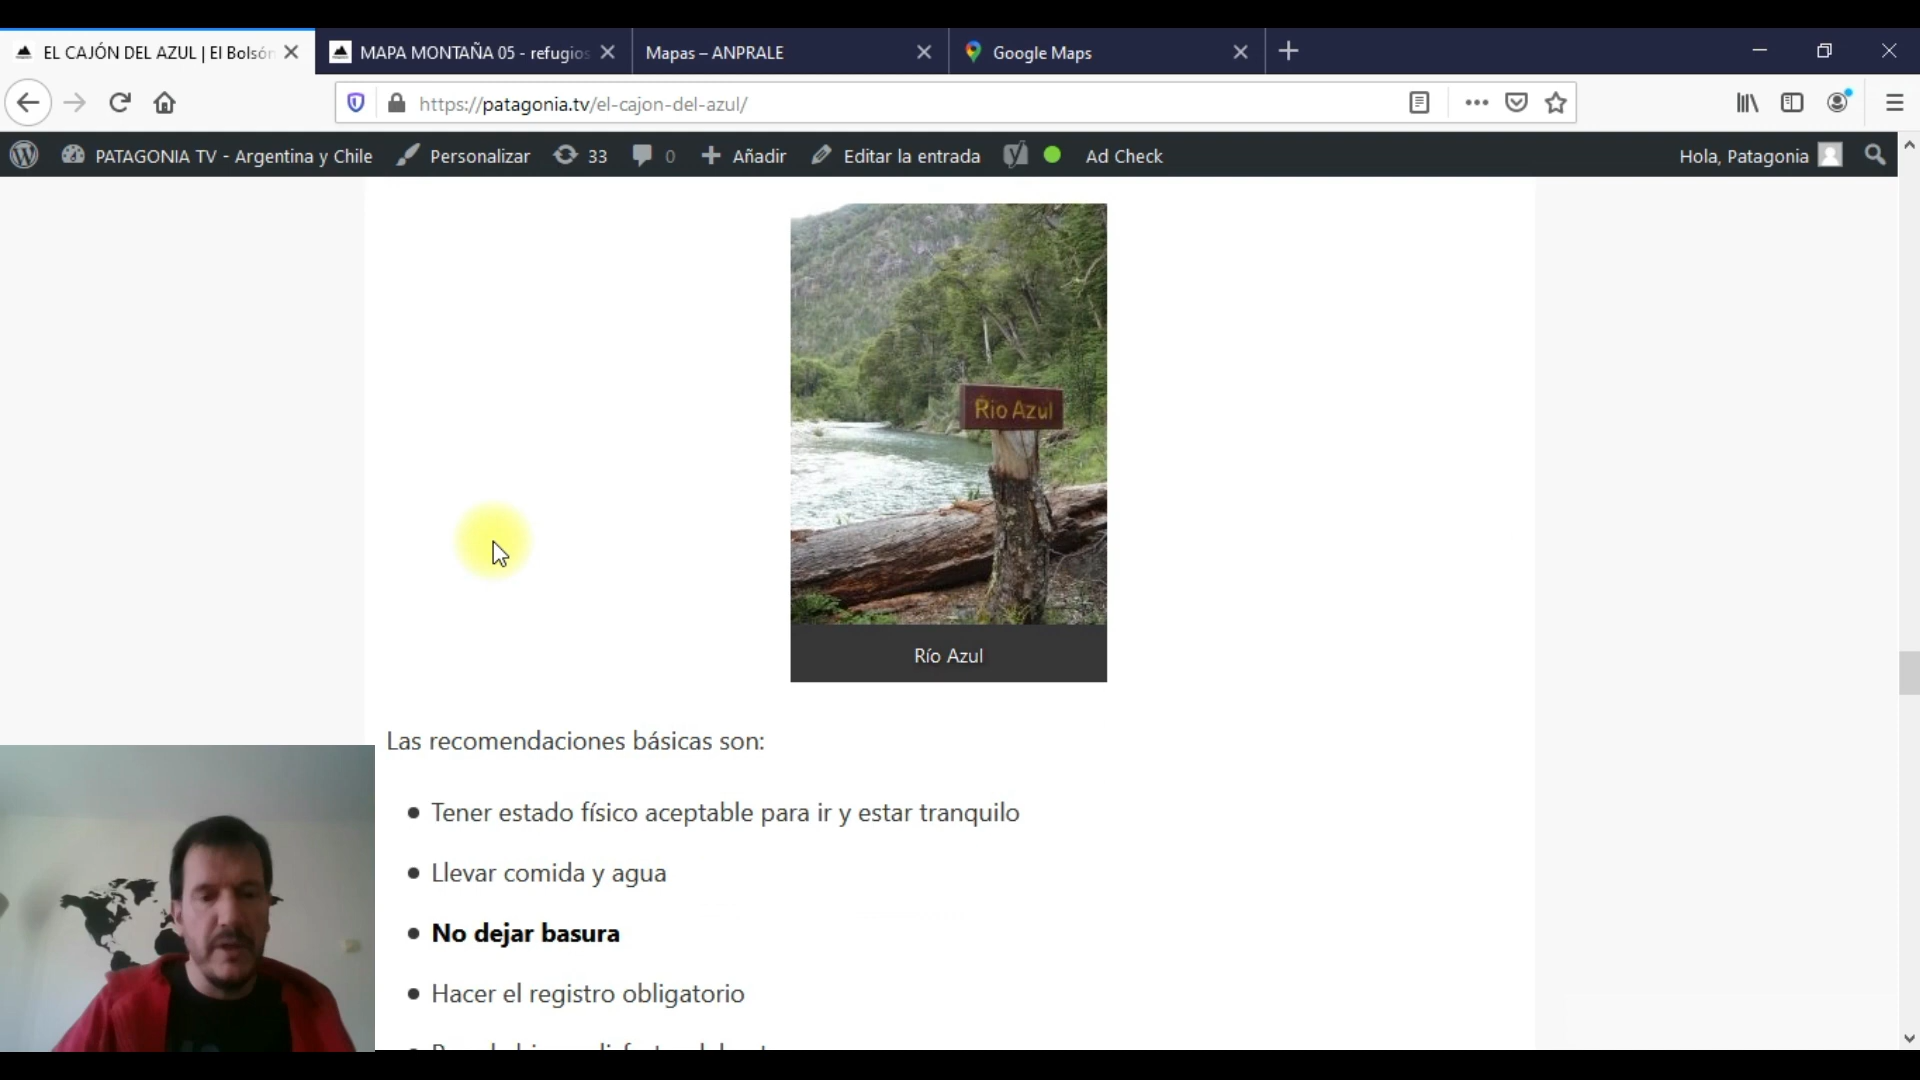 EL CAJÓN DEL AZUL | El Bolsón
MAPA MONTAÑA 05 - refugios
Mapas – ANPRALE
Google Maps
https://patagonia.tv/el-cajon-del-azul/
PATAGONIA TV - Argentina y Chile
Personalizar
33
0
Añadir
Editar la entrada
Ad Check
Hola, Patagonia
Rio Azul
Río Azul
Las recomendaciones básicas son:
Tener estado físico aceptable para ir y estar tranquilo
Llevar comida y agua
No dejar basura
Hacer el registro obligatorio